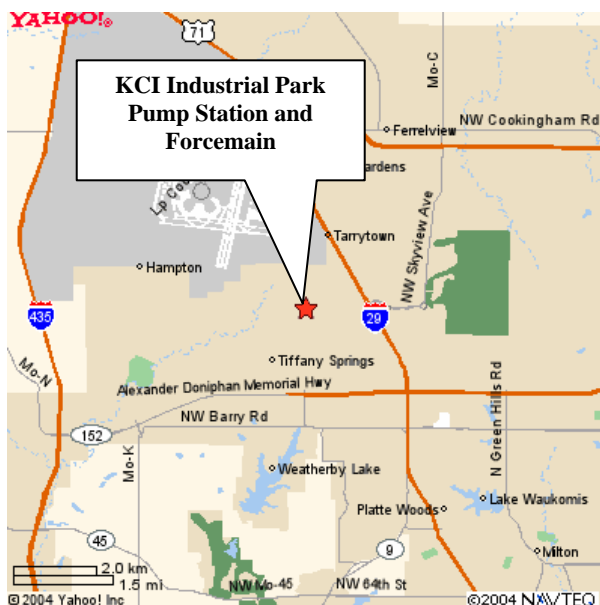 YAHOO!®
71
KCI Industrial Park
Pump Station and
Forcemain
Mo-C
NW Cookingham Rd
Ferrelview
ardens
Lp Cou
Tarrytown
NW Skyview Ave
Hampton
435
29
Mo-N
Tiffany Springs
Alexander Doniphan Memorial Hwy
NW Barry Rd
N Green Hills Rd
152
Mo-K
Weatherby Lake
Platte Woods
Lake Waukomis
45
9
Milton
2.0 km
1.5 mi
NW Mo-45
NW 64th St
©2004 Yahoo! Inc
©2004 NAVTEQ